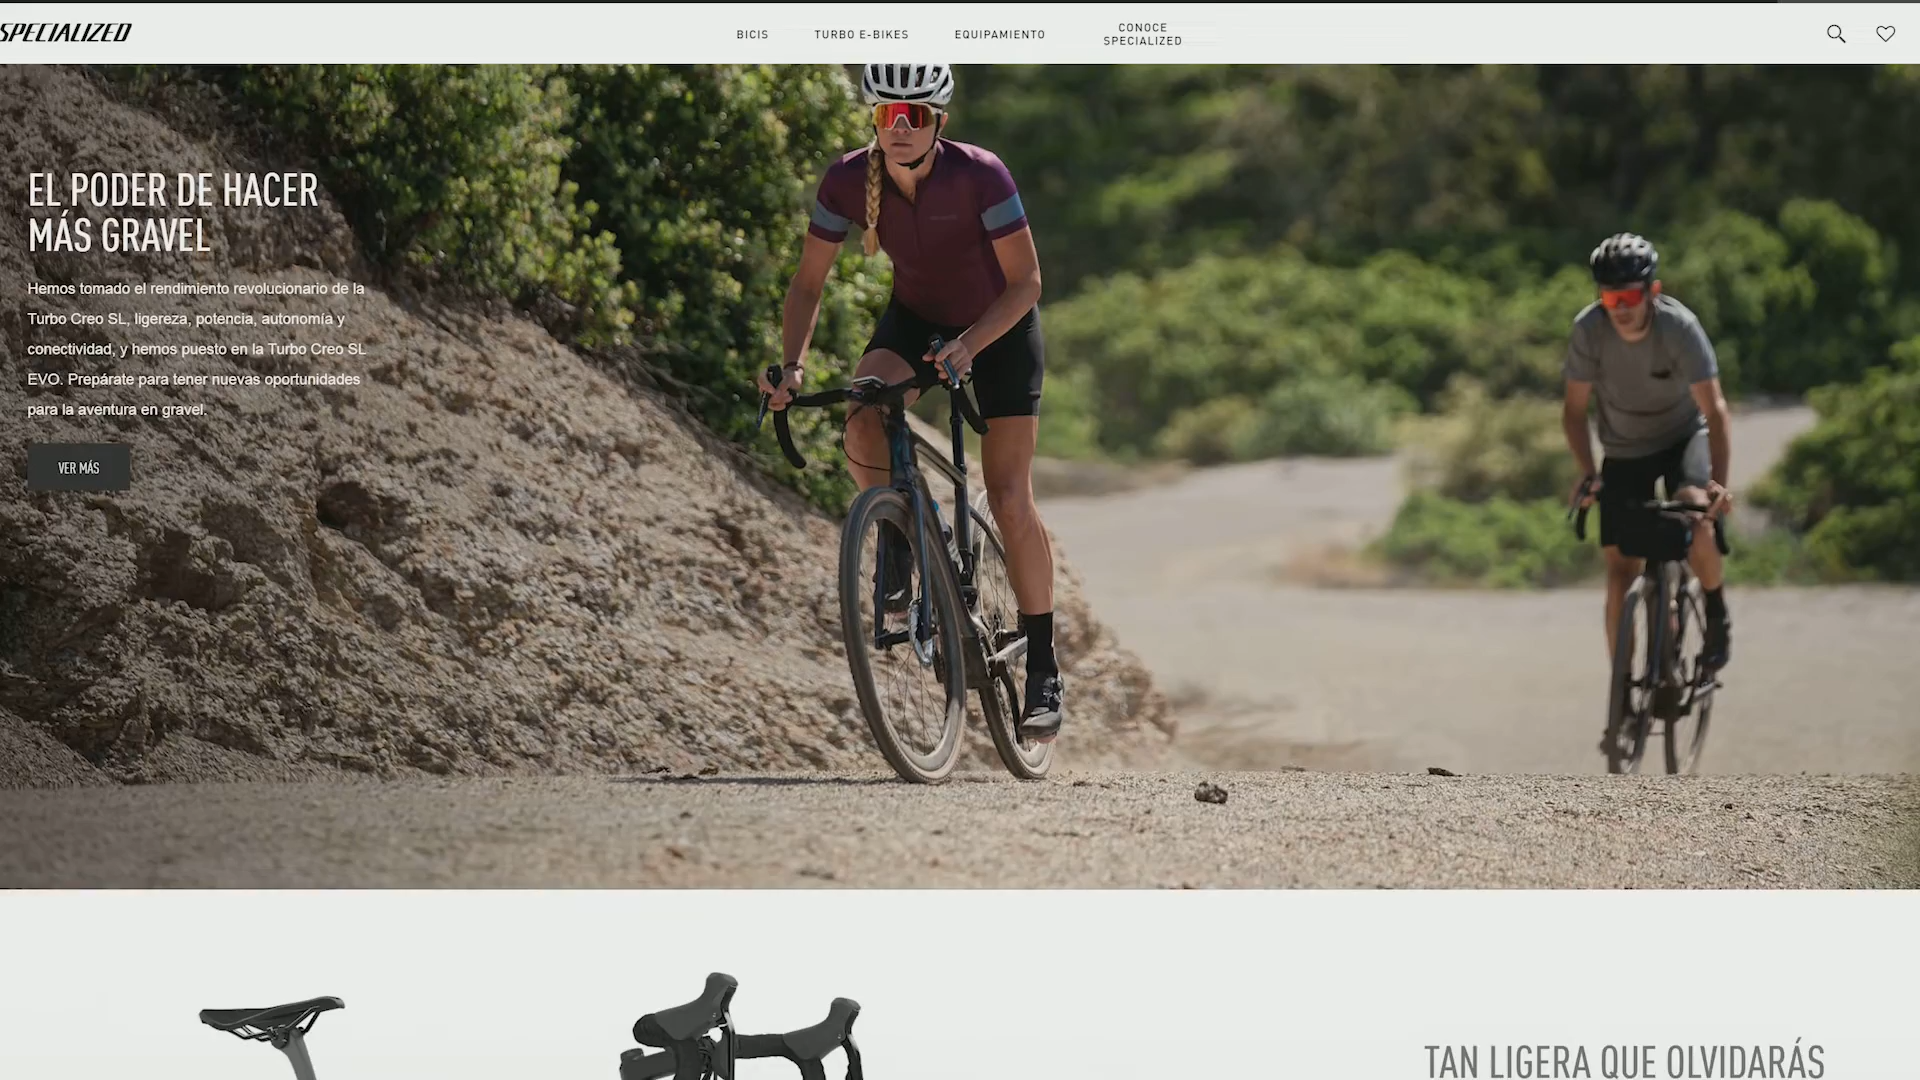 SPECIALIZED
BICIS
TURBO E-BIKES
EQUIPAMIENTO
CONOCE
SPECIALIZED
EL PODER DE HACER
MÁS GRAVEL
Hemos tomado el rendimiento revolucionario de la
Turbo Creo SL, ligereza, potencia, autonomía y
conectividad, y hemos puesto en la Turbo Creo SL
EVO. Prepárate para tener nuevas oportunidades
para la aventura en gravel.
VER MÁS
TAN LIGERA QUE OLVIDARÁS